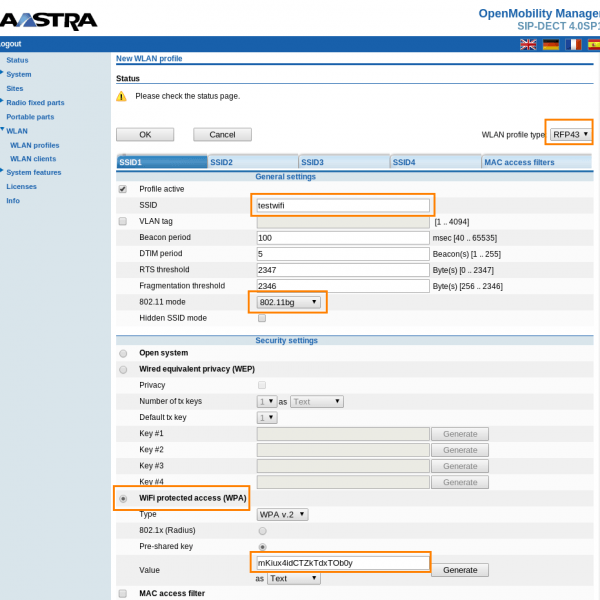 AASTRA
OpenMobility Manager
SIP-DECT 4.0SP1
Logout
Status
System
Sites
Radio fixed parts
Portable parts
WLAN
WLAN profiles
WLAN clients
System features
Licenses
Info
New WLAN profile
Status
Please check the status page.
OK Cancel WLAN profile type RFP43
SSID1 SSID2 SSID3 SSID4 MAC access filters
General settings
Profile active
SSID testwifi
VLAN tag [1 .. 4094]
Beacon period 100 msec [40 .. 65535]
DTIM period 5 Beacon(s) [1 .. 255]
RTS threshold 2347 Byte(s) [0 .. 2347]
Fragmentation threshold 2346 Byte(s) [256 .. 2346]
802.11 mode 802.11bg
Hidden SSID mode
Security settings
Open system
Wired equivalent privacy (WEP)
Privacy
Number of tx keys 1 as Text
Default tx key 1
Key #1 Generate
Key #2 Generate
Key #3 Generate
Key #4 Generate
WiFi protected access (WPA)
Type WPA v.2
802.1x (Radius)
Pre-shared key
Value mKiux4idCTZkTdxTOb0y Generate
as Text
MAC access filter